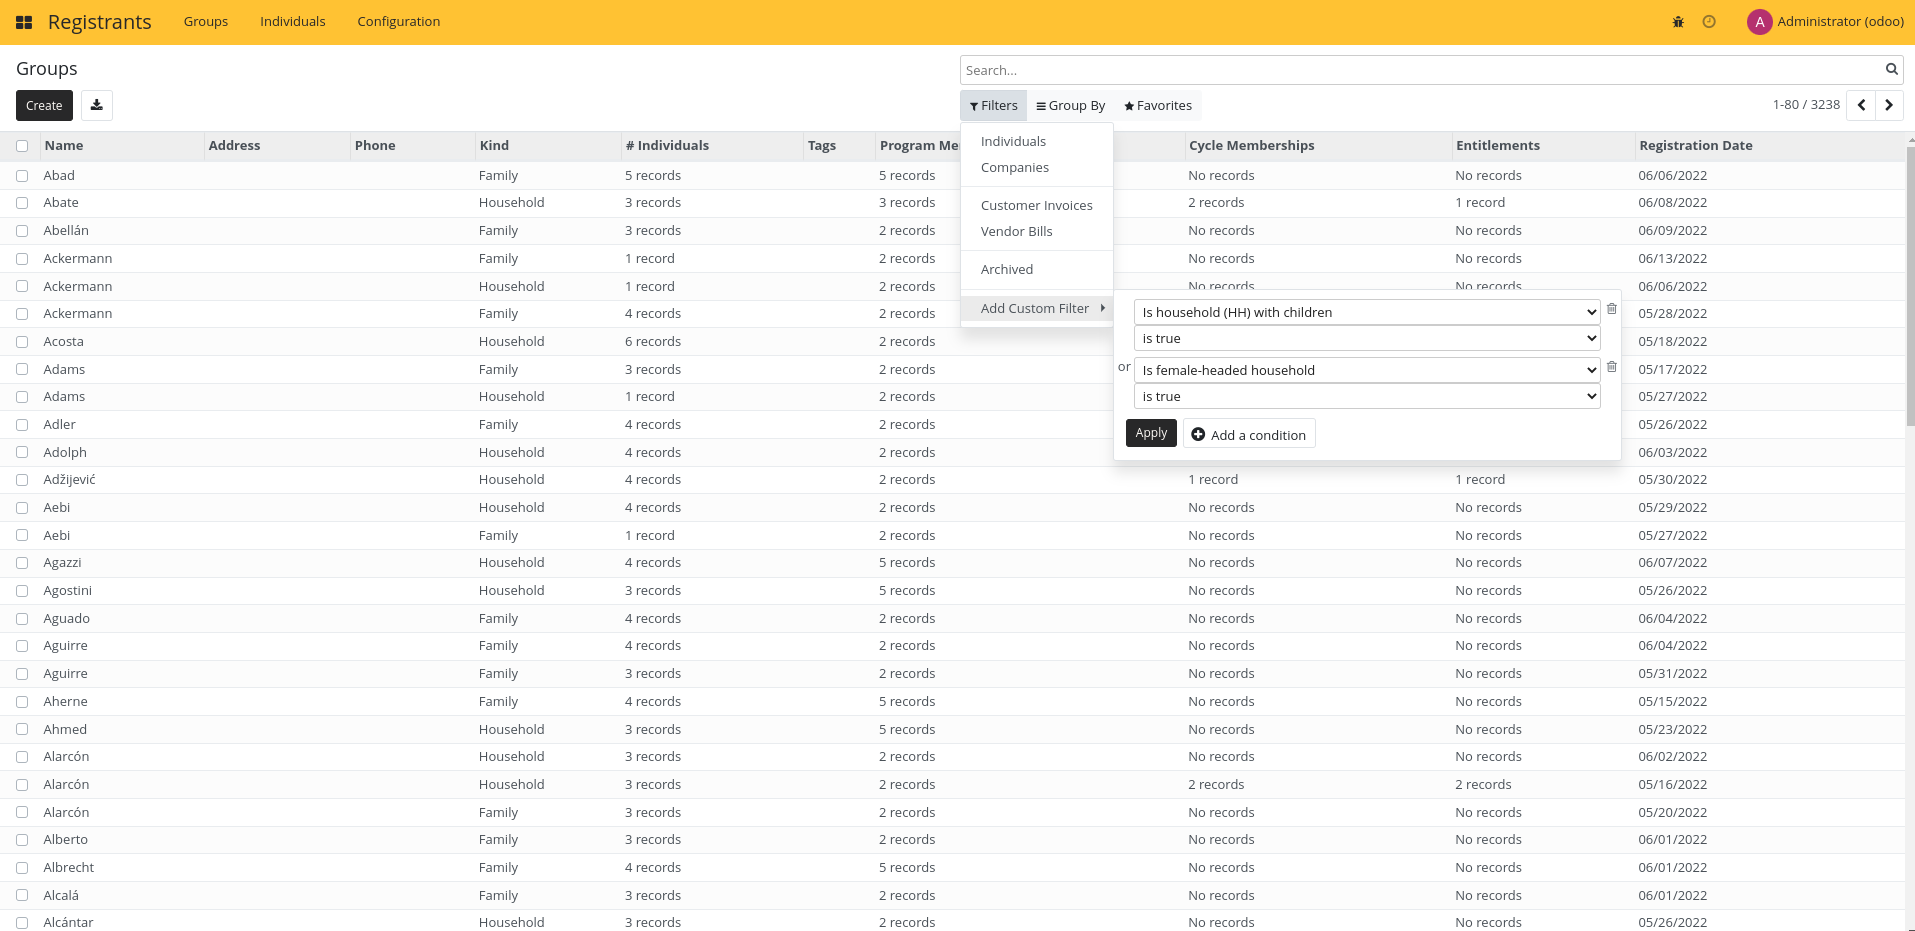 Registrants Groups Individuals Configuration A Administrator (odoo)
Groups
Search...
Create
Filters Group By Favorites 1-80 / 3238
Name Address Phone Kind # Individuals Tags Program Me Cycle Memberships Entitlements Registration Date
Individuals
Companies
Customer Invoices
Vendor Bills
Archived
Add Custom Filter
Is household (HH) with children
is true
or Is female-headed household
is true
Apply Add a condition
Abad Family 5 records 5 records No records No records 06/06/2022
Abate Household 3 records 3 records 2 records 1 record 06/08/2022
Abellán Family 3 records 2 records No records No records 06/09/2022
Ackermann Family 1 record 2 records No records No records 06/13/2022
Ackermann Household 1 record 2 records No records No records 06/06/2022
Ackermann Family 4 records 2 records 05/28/2022
Acosta Household 6 records 2 records 05/18/2022
Adams Family 3 records 2 records 05/17/2022
Adams Household 1 record 2 records 05/27/2022
Adler Family 4 records 2 records 05/26/2022
Adolph Household 4 records 2 records 06/03/2022
Adžijević Household 4 records 2 records 1 record 1 record 05/30/2022
Aebi Household 4 records 2 records No records No records 05/29/2022
Aebi Family 1 record 2 records No records No records 05/27/2022
Agazzi Household 4 records 5 records No records No records 06/07/2022
Agostini Household 3 records 5 records No records No records 05/26/2022
Aguado Family 4 records 2 records No records No records 06/04/2022
Aguirre Family 4 records 2 records No records No records 06/04/2022
Aguirre Family 3 records 2 records No records No records 05/31/2022
Aherne Family 4 records 5 records No records No records 05/15/2022
Ahmed Household 3 records 5 records No records No records 05/23/2022
Alarcón Household 3 records 2 records No records No records 06/02/2022
Alarcón Household 3 records 2 records 2 records 2 records 05/16/2022
Alarcón Family 3 records 2 records No records No records 05/20/2022
Alberto Family 3 records 2 records No records No records 06/01/2022
Albrecht Family 4 records 5 records No records No records 06/01/2022
Alcalá Family 3 records 2 records No records No records 06/01/2022
Alcántar Household 3 records 2 records No records No records 05/26/2022